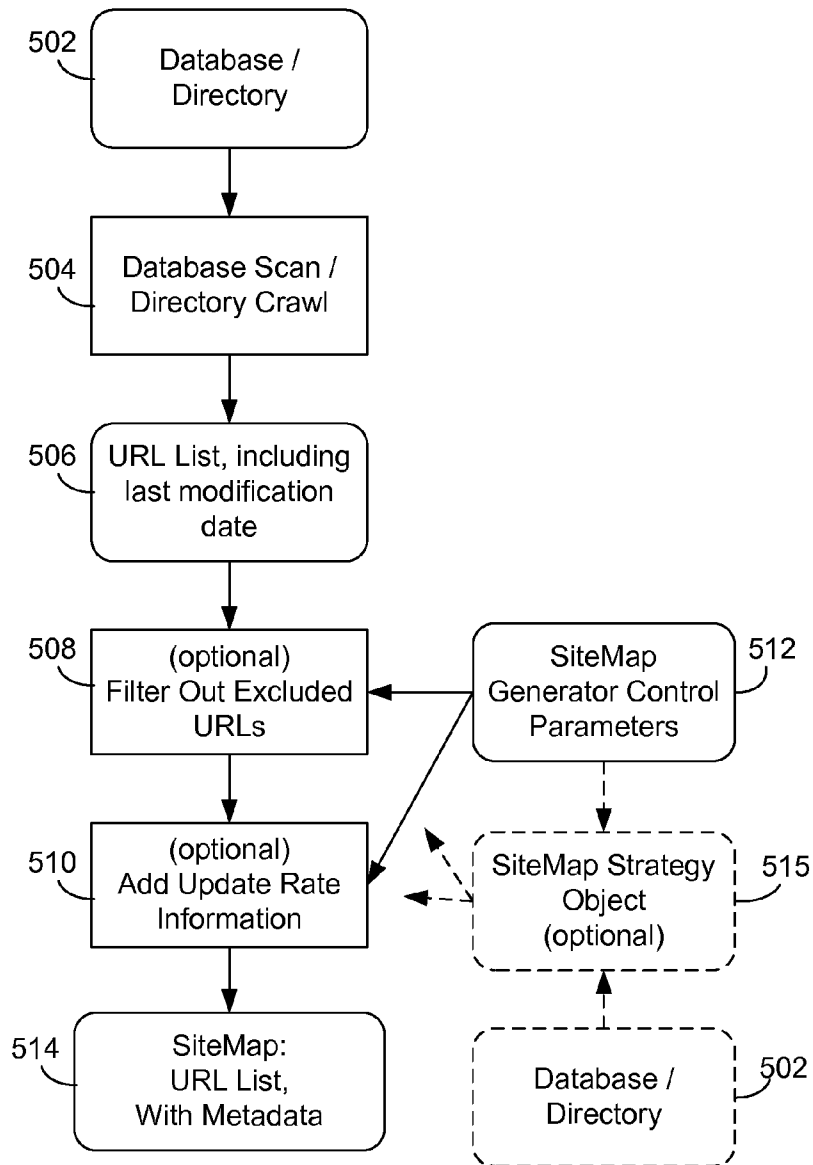 502
Database /
Directory
504
Database Scan /
Directory Crawl
506
URL List, including
last modification
date
508
(optional)
Filter Out Excluded
URLs
SiteMap
Generator Control
Parameters
512
510
(optional)
Add Update Rate
Information
SiteMap Strategy
Object
(optional)
515
514
SiteMap:
URL List,
With Metadata
Database /
Directory
502